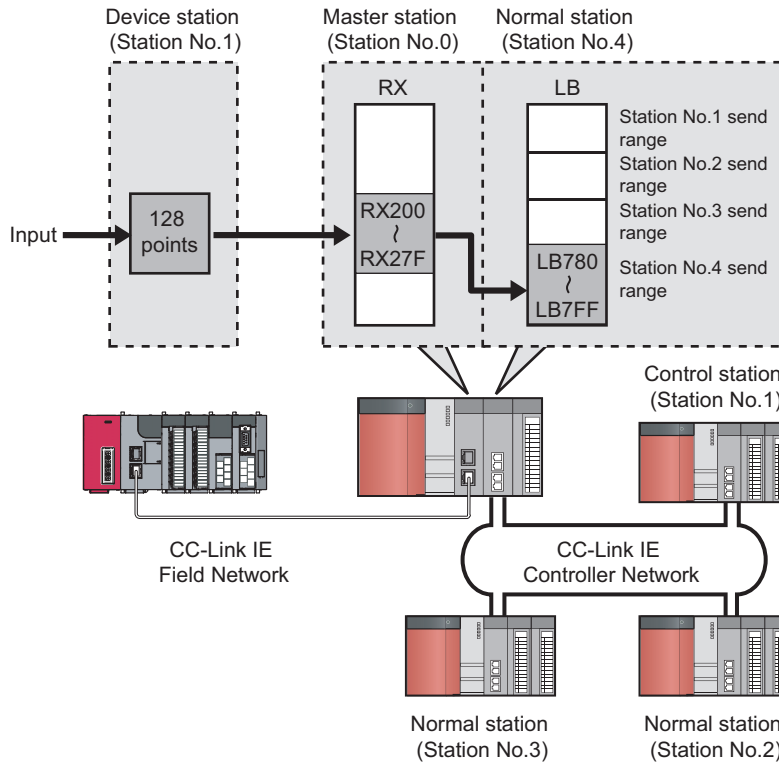 Device station
(Station No.1)
Master station
(Station No.0)
Normal station
(Station No.4)
RX
LB
Station No.1 send
range
Station No.2 send
range
Station No.3 send
range
Station No.4 send
range
Input
128
points
RX200
~
RX27F
LB780
~
LB7FF
Control station
(Station No.1)
CC-Link IE
Field Network
CC-Link IE
Controller Network
Normal station
(Station No.3)
Normal station
(Station No.2)